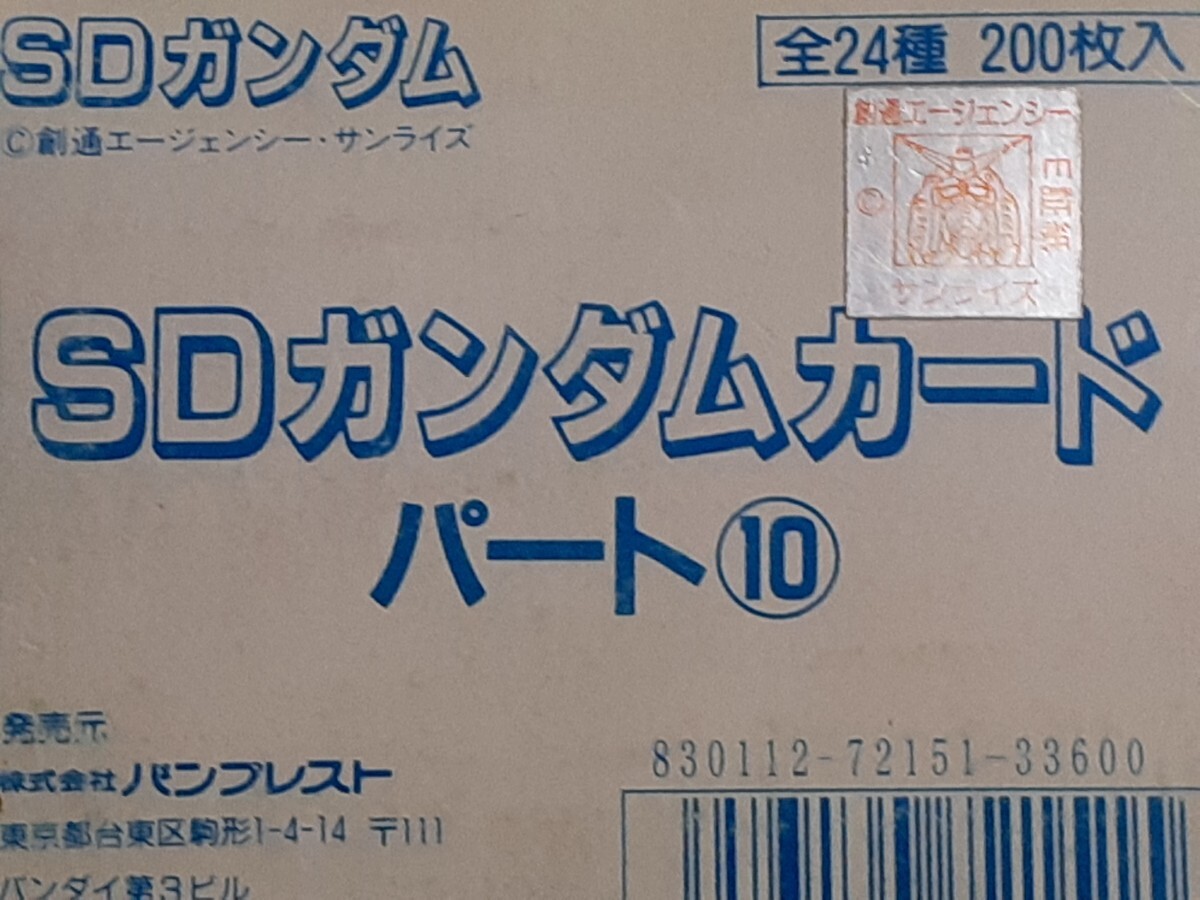 SDガンダム
©創通エージェンシー・サンライズ
全24種 200枚入
創通エージェンシー
©
E証紙
サンライズ
SDガンダムカード
パート⑩
発売元
株式会社バンプレスト
東京都台東区駒形1-4-14 〒111
バンダイ第3ビル
830112-72151-33600